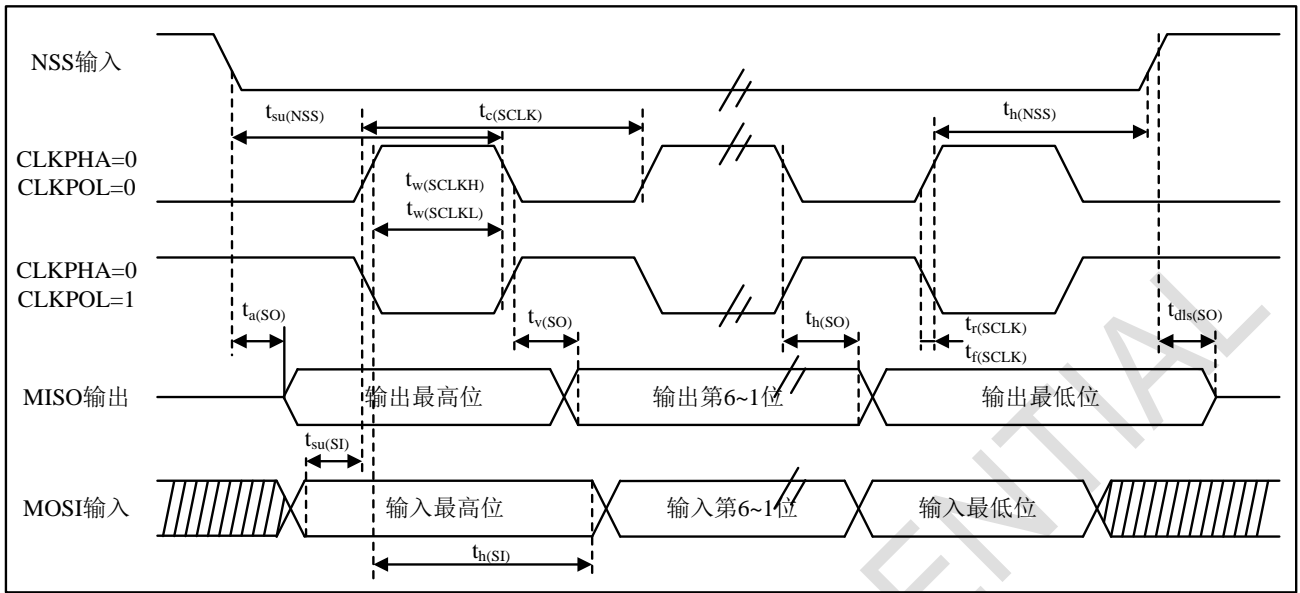 NSS输入
tsu(NSS)
tc(SCLK)
th(NSS)
CLKPHA=0
CLKPOL=0
tw(SCLKH)
tw(SCLKL)
CLKPHA=0
CLKPOL=1
ta(SO)
tv(SO)
th(SO)
tr(SCLK)
tf(SCLK)
tdls(SO)
MISO输出
输出最高位
输出第6~1位
输出最低位
tsu(SI)
MOSI输入
输入最高位
输入第6~1位
输入最低位
th(SI)